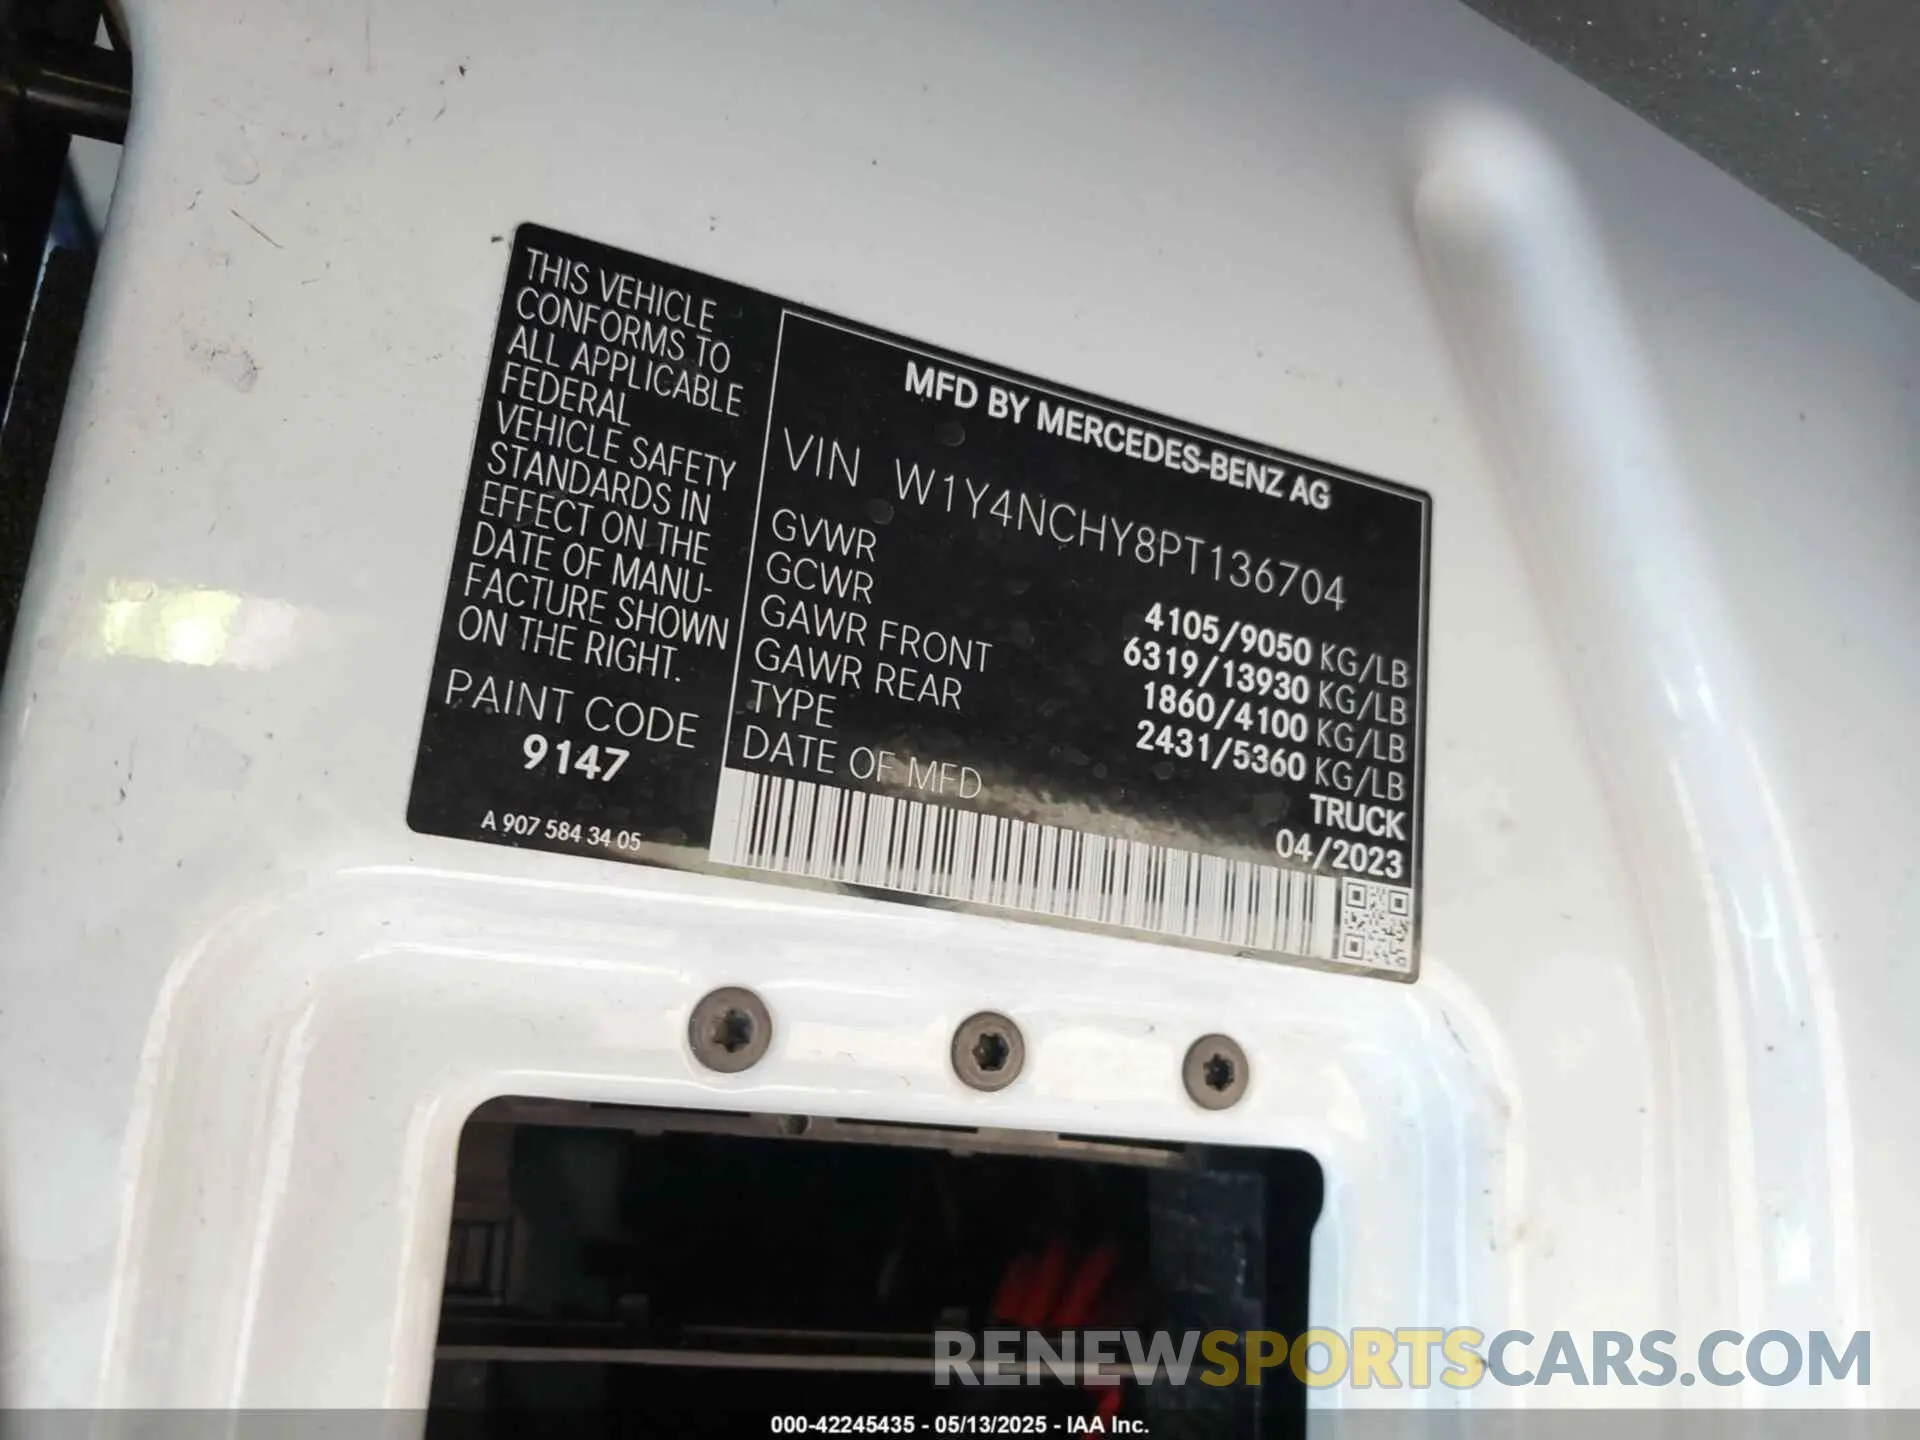 THIS VEHICLE
CONFORMS TO
ALL APPLICABLE
FEDERAL
VEHICLE SAFETY
STANDARDS IN
EFFECT ON THE
DATE OF MANU-
FACTURE SHOWN
ON THE RIGHT.
PAINT CODE
9147
A 907 584 34 05
MFD BY MERCEDES-BENZ AG
VIN W1Y4NCHY8PT136704
GVWR 4105/9050 KG/LB
GCWR 6319/13930 KG/LB
GAWR FRONT 1860/4100 KG/LB
GAWR REAR 2431/5360 KG/LB
TYPE TRUCK
DATE OF MFD 04/2023
RENEWSPORTSCARS.COM
000-42245435 - 05/13/2025 - IAA Inc.